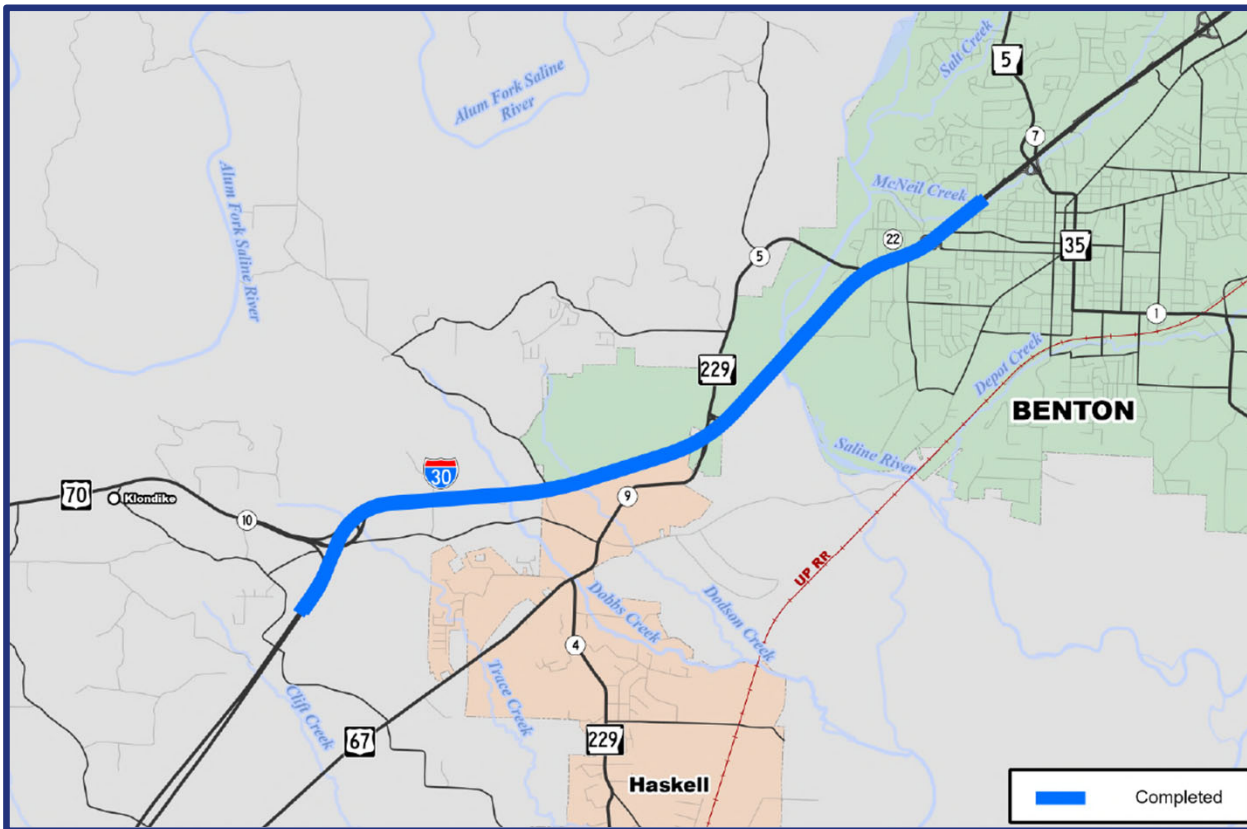 5
Salt Creek
Alum Fork Saline
River
7
McNeil Creek
Alum Fork Saline River
22
35
5
1
229
Depot Creek
BENTON
Saline River
30
70
Klondike
9
10
UP RR
Dobbs Creek
Dodson Creek
4
Trace Creek
Clift Creek
67
229
Haskell
Completed